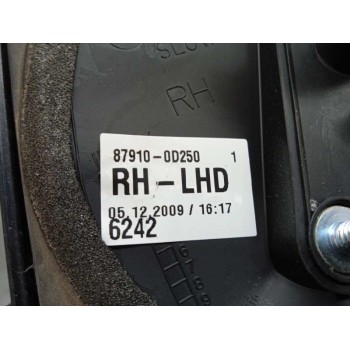 RH
87910-0D250 1
RH-LHD
05.12.2009 / 16:17
6242